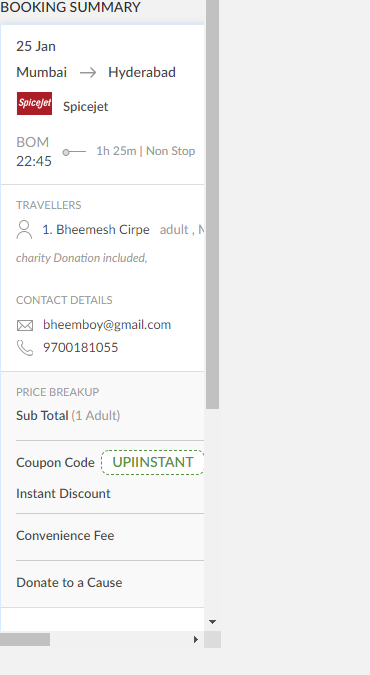 BOOKING SUMMARY
25 Jan
Mumbai → Hyderabad
SpiceJet Spicejet
BOM
22:45 1h 25m | Non Stop
TRAVELLERS
1. Bheemesh Cirpe adult ,
charity Donation included,
CONTACT DETAILS
bheemboy@gmail.com
9700181055
PRICE BREAKUP
Sub Total (1 Adult)
Coupon Code UPIINSTANT
Instant Discount
Convenience Fee
Donate to a Cause